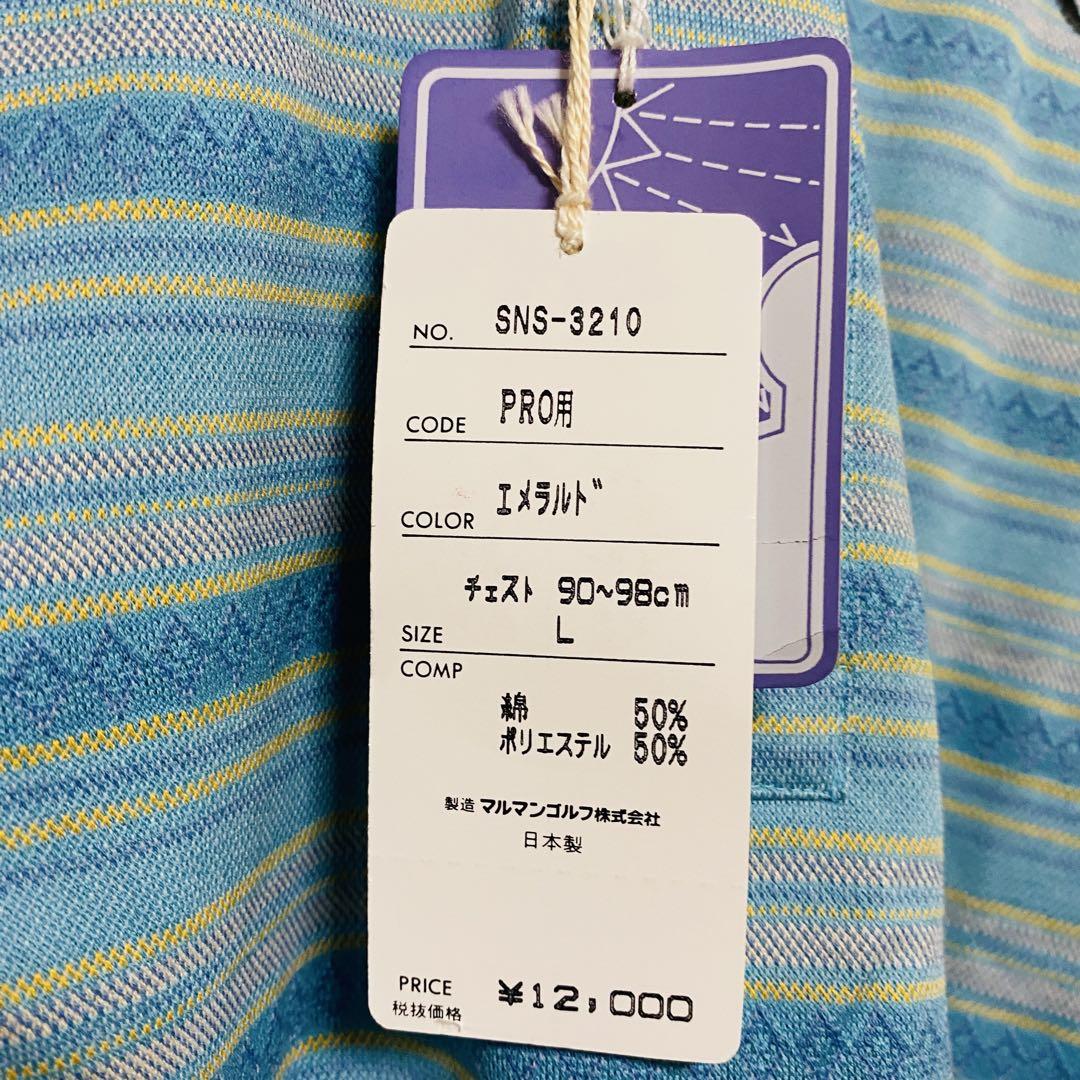 NO. SNS-3210
CODE PRO用
COLOR エメラルド
チェスト 90~98cm
SIZE L
COMP
綿 50%
ポリエステル 50%
製造 マルマンゴルフ株式会社
日本製
PRICE ¥12,000
税抜価格